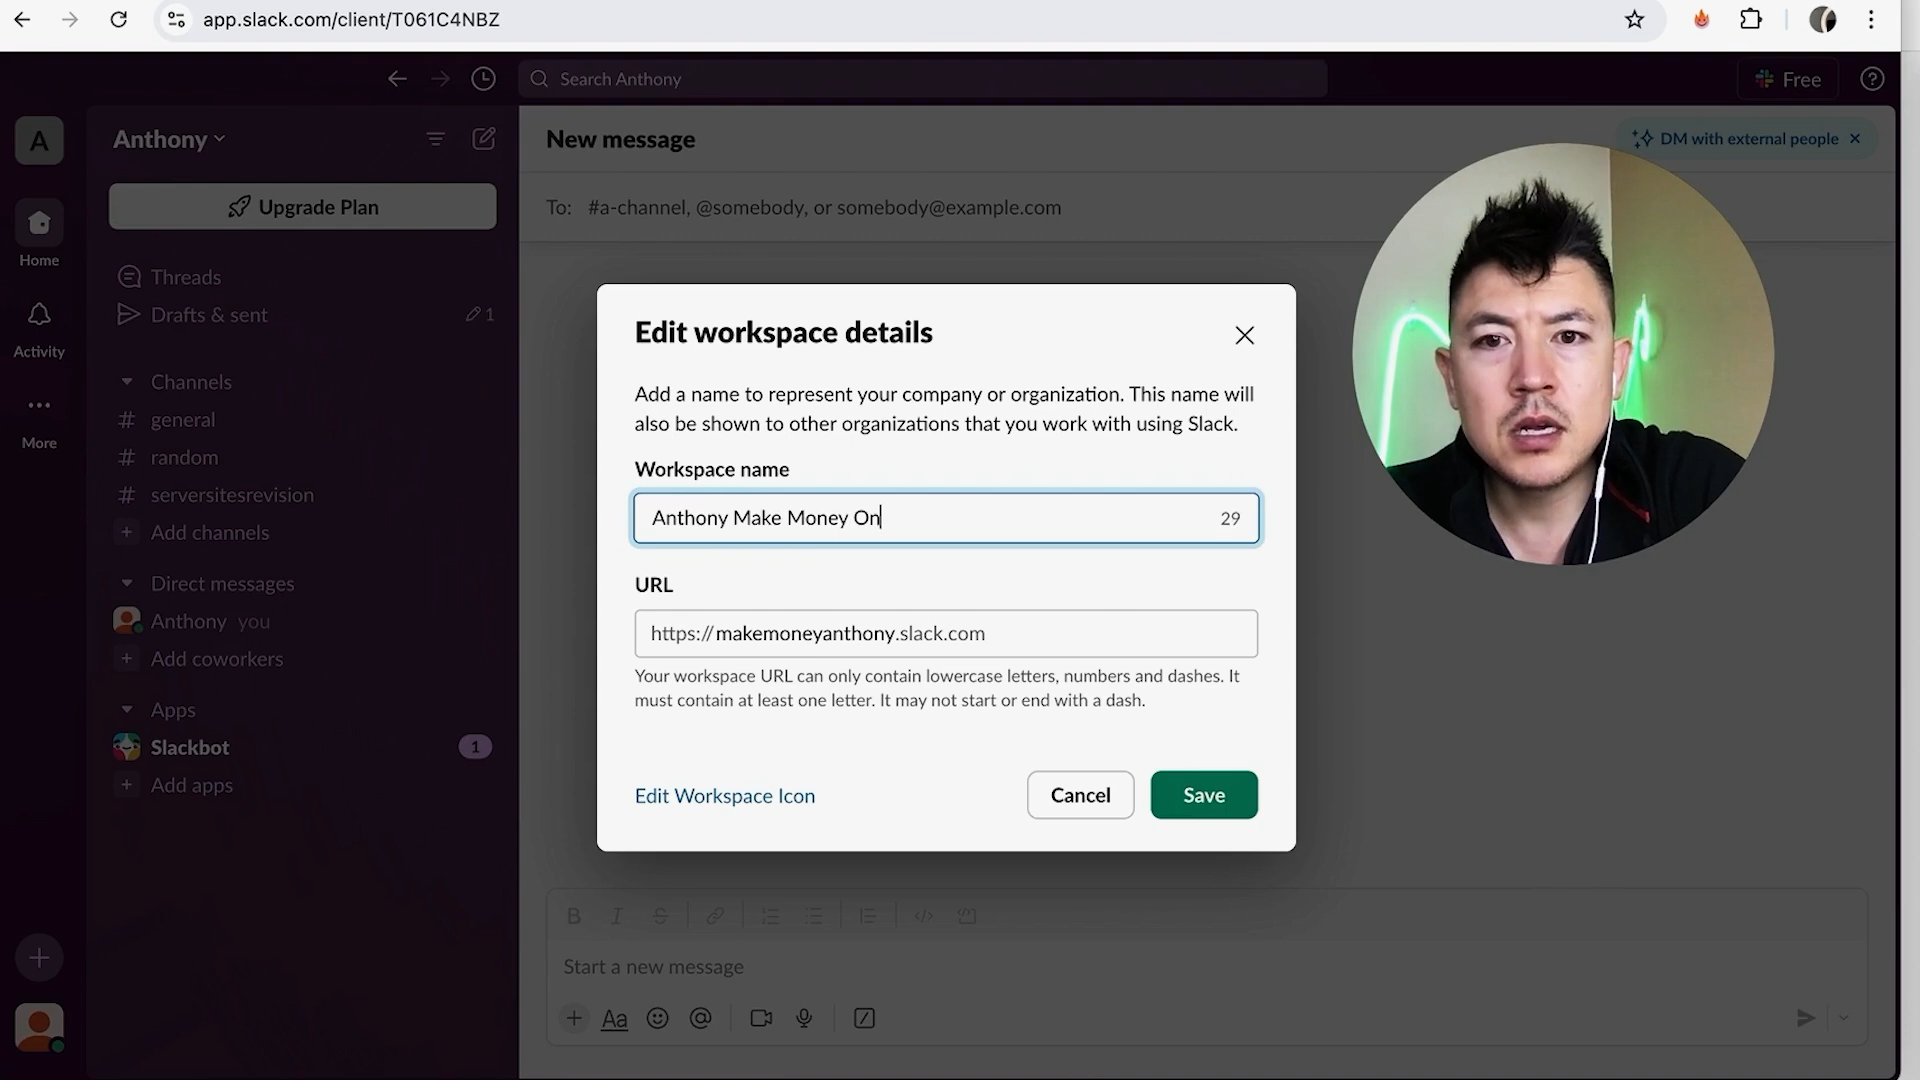 app.slack.com/client/T061C4NBZ
Search Anthony
Free
A
Anthony
New message
DM with external people
Upgrade Plan
To: #a-channel, @somebody, or somebody@example.com
Home
Threads
Drafts & sent
1
Activity
Channels
general
random
serversitesrevision
Add channels
More
Direct messages
Anthony you
Add coworkers
Apps
Slackbot
1
Add apps
Edit workspace details
Add a name to represent your company or organization. This name will
also be shown to other organizations that you work with using Slack.
Workspace name
Anthony Make Money On
29
URL
https://makemoneyanthony.slack.com
Your workspace URL can only contain lowercase letters, numbers and dashes. It
must contain at least one letter. It may not start or end with a dash.
Edit Workspace Icon
Cancel
Save
Start a new message
Aa